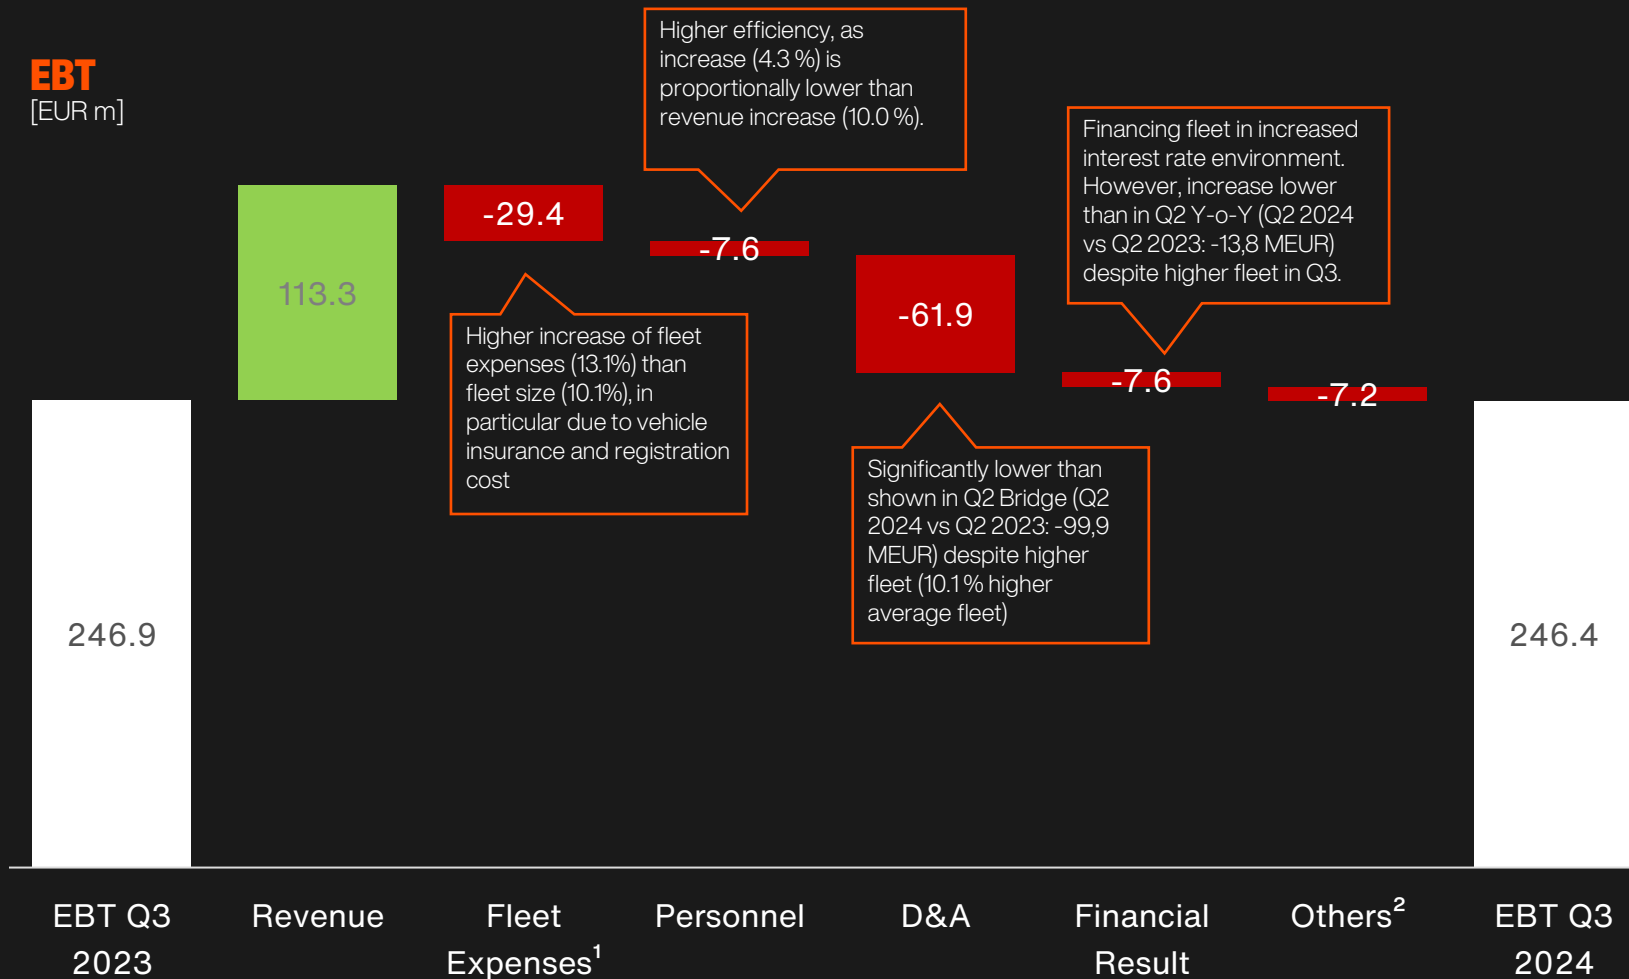 EBT
[EUR m]
Higher efficiency, as
increase (4.3 %) is
proportionally lower than
revenue increase (10.0 %).
Financing fleet in increased
interest rate environment.
However, increase lower
than in Q2 Y-o-Y (Q2 2024
vs Q2 2023: -13,8 MEUR)
despite higher fleet in Q3.
246.9
113.3
-29.4
-7.6
-61.9
-7.6
-7.2
246.4
Higher increase of fleet
expenses (13.1%) than
fleet size (10.1%), in
particular due to vehicle
insurance and registration
cost
Significantly lower than
shown in Q2 Bridge (Q2
2024 vs Q2 2023: -99,9
MEUR) despite higher
fleet (10.1 % higher
average fleet)
EBT Q3
2023
Revenue
Fleet
Expenses¹
Personnel
D&A
Financial
Result
Others²
EBT Q3
2024